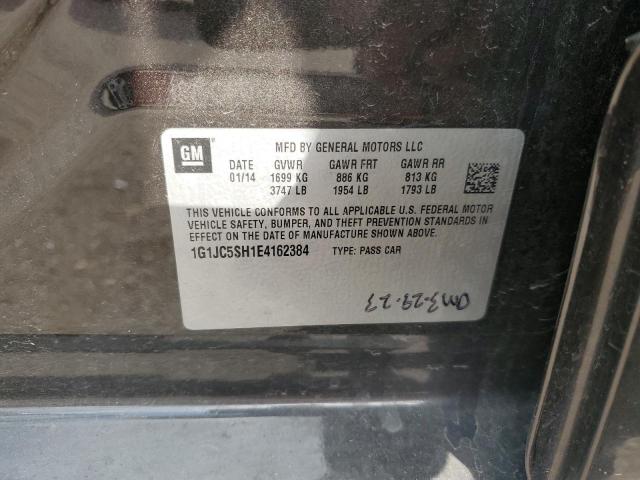 GM
MFD BY GENERAL MOTORS LLC
DATE GVWR GAWR FRT GAWR RR
01/14 1699 KG 886 KG 813 KG
3747 LB 1954 LB 1793 LB
THIS VEHICLE CONFORMS TO ALL APPLICABLE U.S. FEDERAL MOTOR
VEHICLE SAFETY, BUMPER, AND THEFT PREVENTION STANDARDS
IN EFFECT ON THE DATE OF MANUFACTURE SHOWN ABOVE.
1G1JC5SH1E4162384 TYPE: PASS CAR
3-29-23